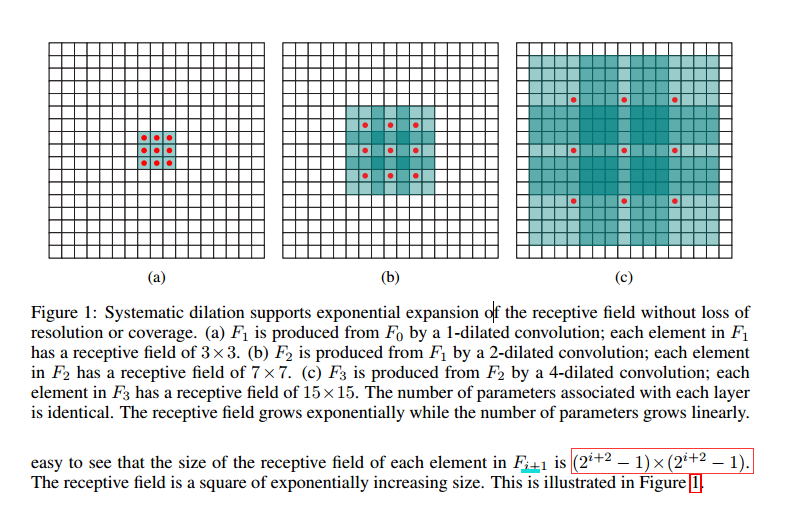 (a) (b) (c)
Figure 1: Systematic dilation supports exponential expansion of the receptive field without loss of
resolution or coverage. (a) F₁ is produced from F₀ by a 1-dilated convolution; each element in F₁
has a receptive field of 3×3. (b) F₂ is produced from F₁ by a 2-dilated convolution; each element
in F₂ has a receptive field of 7×7. (c) F₃ is produced from F₂ by a 4-dilated convolution; each
element in F₃ has a receptive field of 15×15. The number of parameters associated with each layer
is identical. The receptive field grows exponentially while the number of parameters grows linearly.
easy to see that the size of the receptive field of each element in Fᵢ₊₁ is (2ⁱ⁺² − 1)×(2ⁱ⁺² − 1).
The receptive field is a square of exponentially increasing size. This is illustrated in Figure 1.